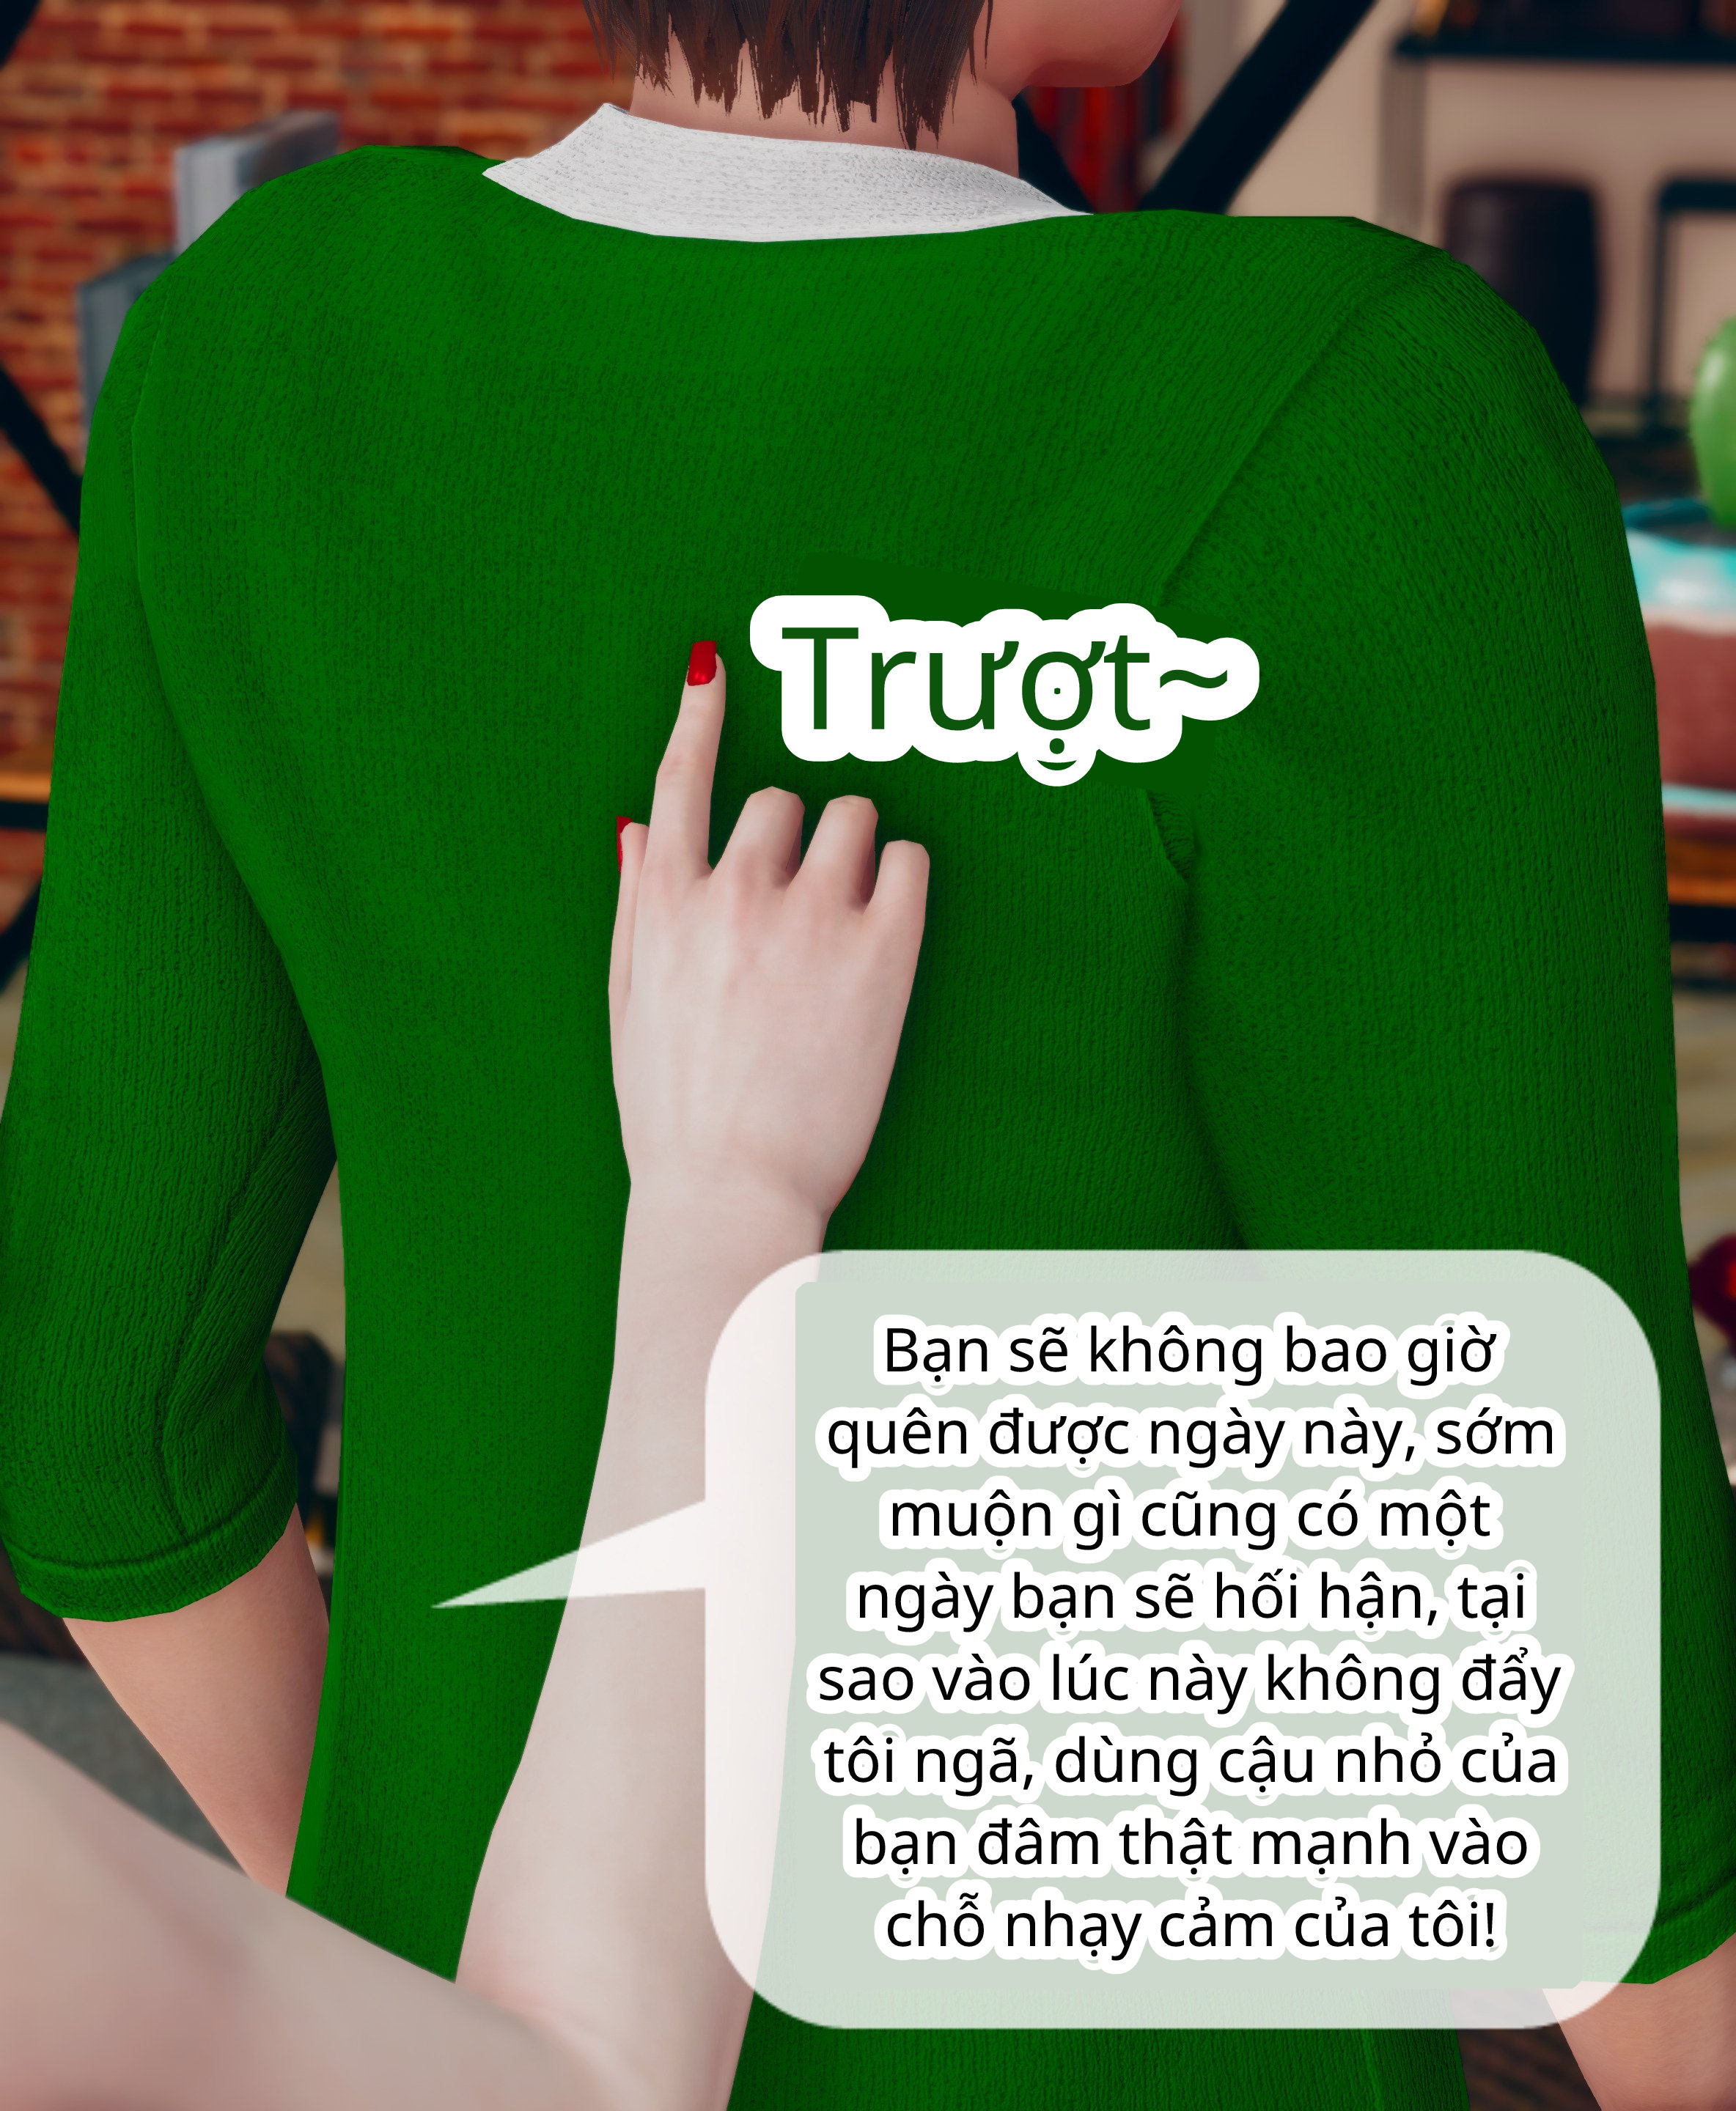 Trượt~
Bạn sẽ không bao giờ
quên được ngày này, sớm
muộn gì cũng có một
ngày bạn sẽ hối hận, tại
sao vào lúc này không đẩy
tôi ngã, dùng cậu nhỏ của
bạn đâm thật mạnh vào
chỗ nhạy cảm của tôi!